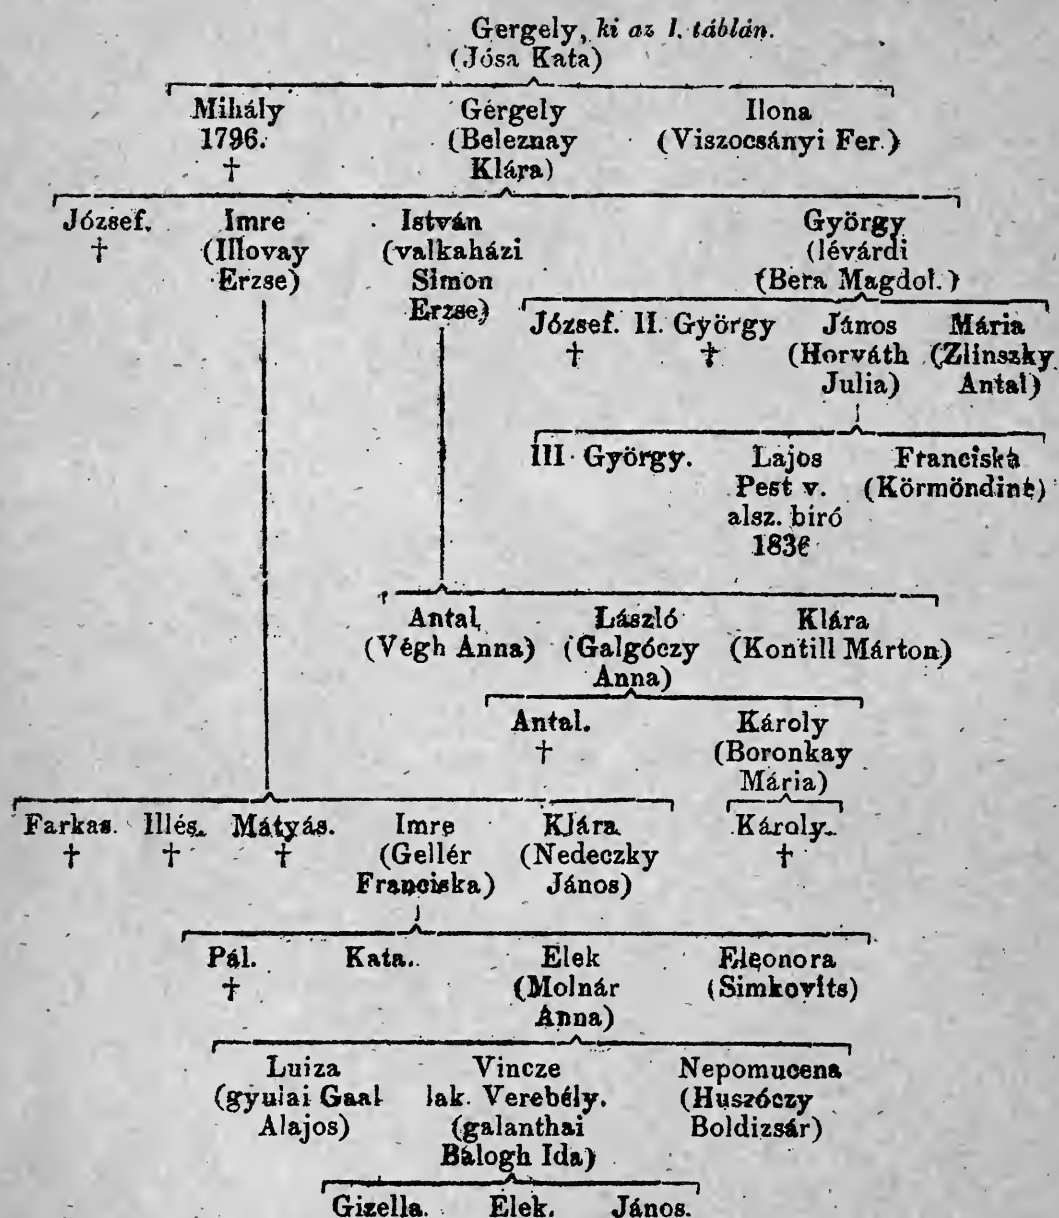 Gergely, ki az I. táblán.
(Jósa Kata)
Mihály Gergely Ilona
1796. (Beleznay (Viszocsányi Fer.)
† Klára)
József. Imre István György
† (Illovay (valkaházi (lévárdi
Erzse) Simon (Bera Magdol.)
Erzse)
József. II. György János Mária
† † (Horváth (Zlinszky
Julia) Antal)
III. György. Lajos Franciska
Pest v. (Körmöndiné)
alsz. biró
1836
Antal László Klára
(Végh Anna) (Galgóczy (Kontill Márton)
Anna)
Antal. Károly
† (Boronkay
Mária)
Farkas. Illés. Mátyás. Imre Klára Károly.
† † † (Gellér (Nedeczky †
Franciska) János)
Pál. Kata. Elek Eleonora
† (Molnár (Simkovits)
Anna)
Luiza Vincze Nepomucena
(gyulai Gaal lak. Verebély. (Huszóczy
Alajos) (galanthai Boldizsár)
Bálogh Ida)
Gizella. Elek. János.